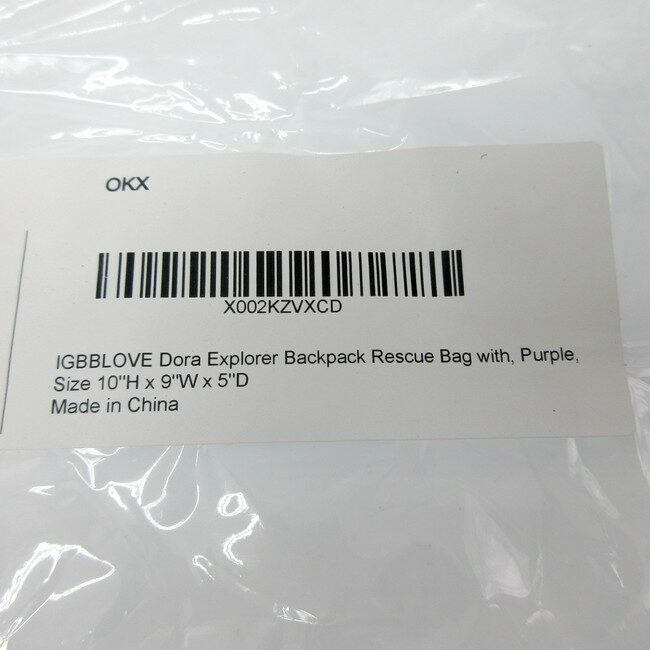 OKX
X002KZVXCD
IGBBLOVE Dora Explorer Backpack Rescue Bag with, Purple,
Size 10"H x 9"W x 5"D
Made in China